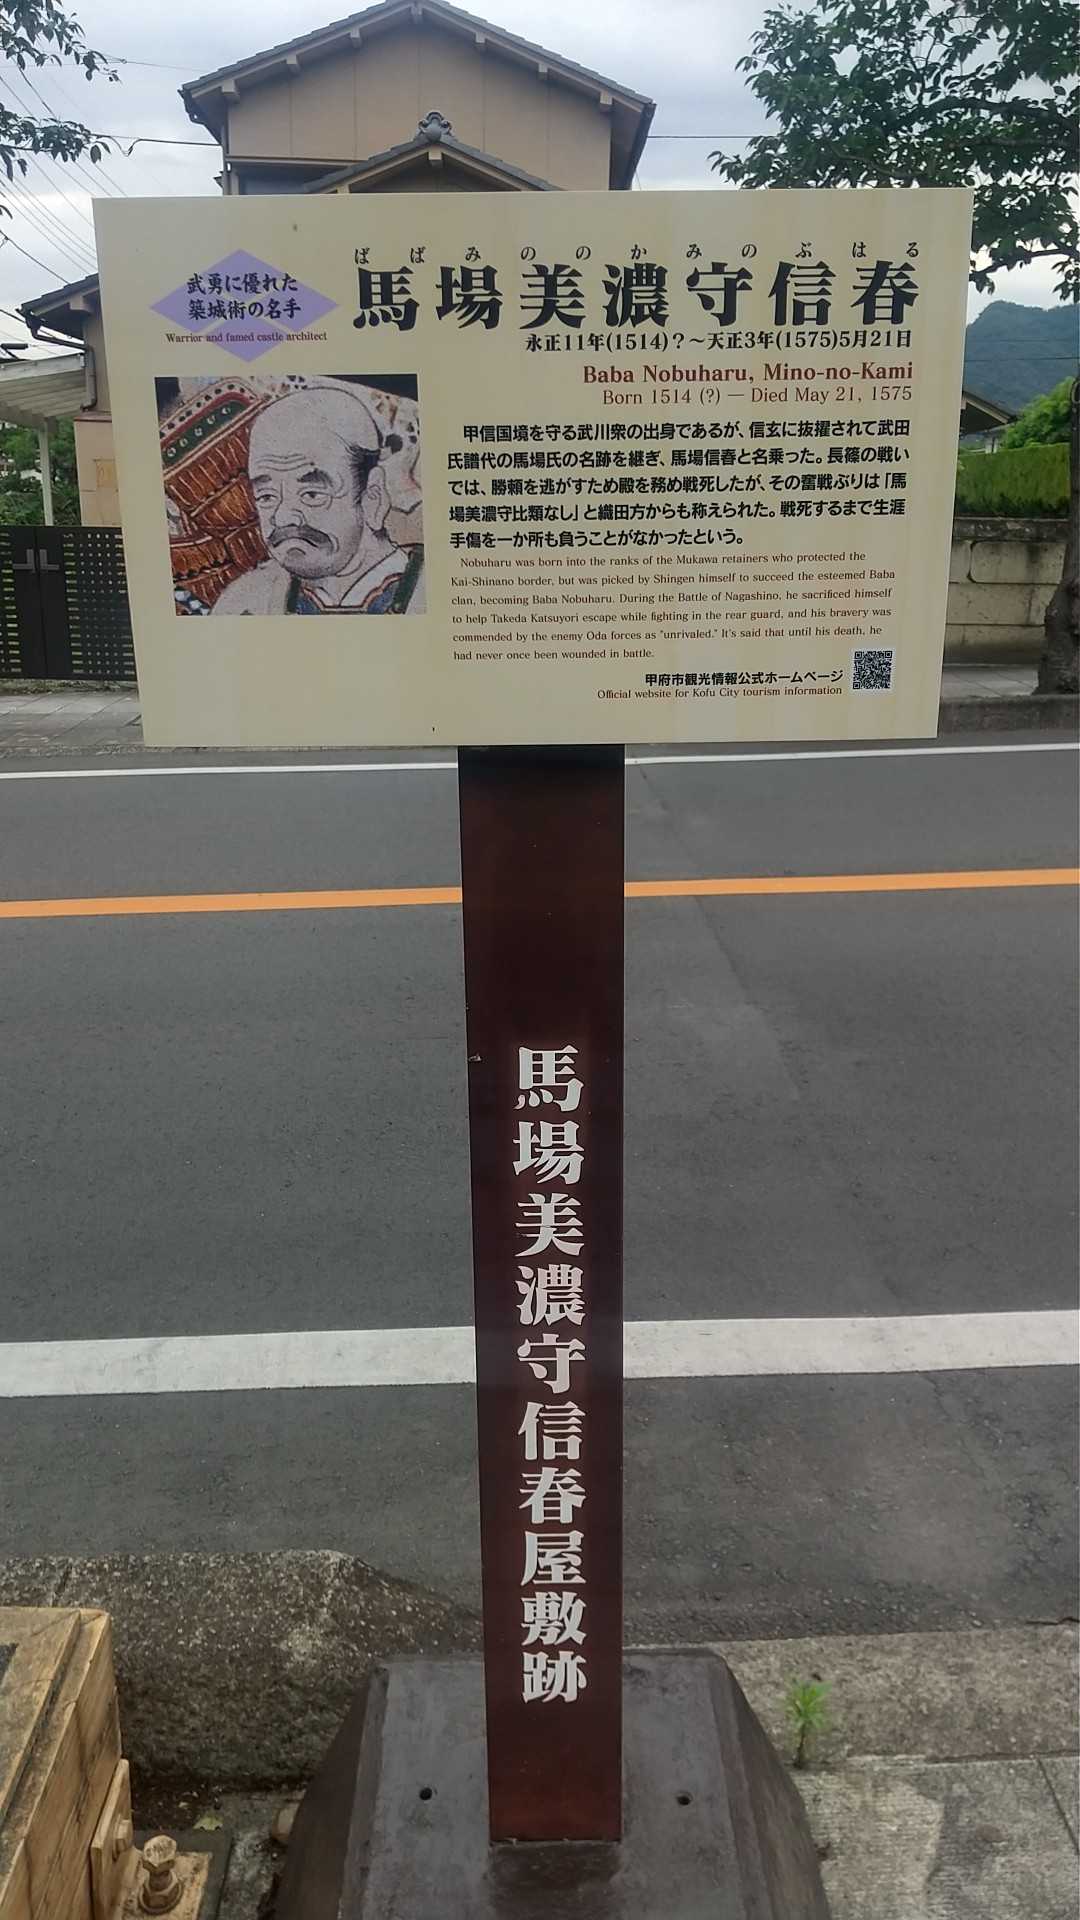 武勇に優れた
築城術の名手
Warrior and famed castle architect
ばばみののかみのぶはる
馬場美濃守信春
永正11年(1514)？～天正3年(1575)5月21日
Baba Nobuharu, Mino-no-Kami
Born 1514 (?) — Died May 21, 1575
甲信国境を守る武川衆の出身であるが、信玄に抜擢されて武田
氏譜代の馬場氏の名跡を継ぎ、馬場信春と名乗った。長篠の戦い
では、勝頼を逃がすため殿を務め戦死したが、その奮戦ぶりは「馬
場美濃守比類なし」と織田方からも称えられた。戦死するまで生涯
手傷を一か所も負うことがなかったという。
Nobuharu was born into the ranks of the Mukawa retainers who protected the
Kai-Shinano border, but was picked by Shingen himself to succeed the esteemed Baba
clan, becoming Baba Nobuharu. During the Battle of Nagashino, he sacrificed himself
to help Takeda Katsuyori escape while fighting in the rear guard, and his bravery was
commended by the enemy Oda forces as "unrivaled." It's said that until his death, he
had never once been wounded in battle.
甲府市観光情報公式ホームページ
Official website for Kofu City tourism information
馬場美濃守信春屋敷跡